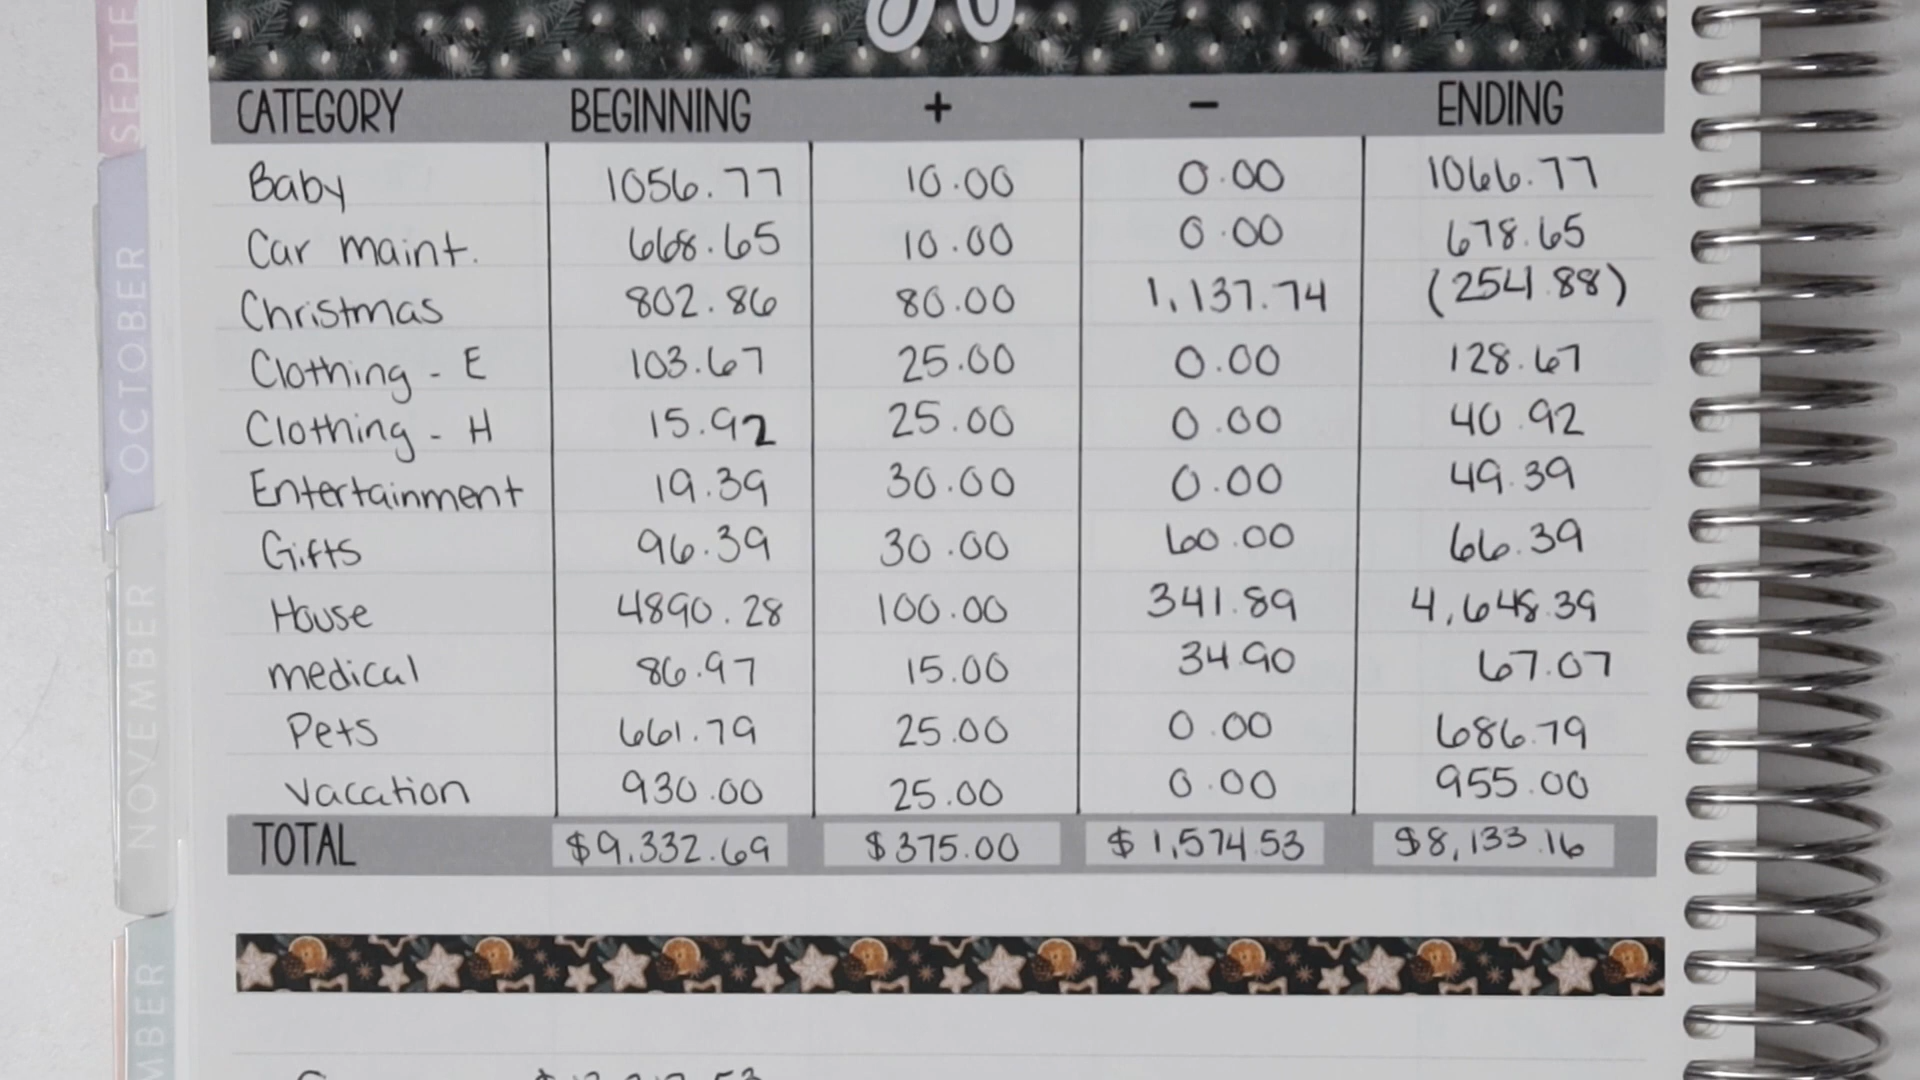 CATEGORY BEGINNING + − ENDING
Baby 1056.77 10.00 0.00 1066.77
Car maint. 668.65 10.00 0.00 678.65
Christmas 802.86 80.00 1,137.74 (254.88)
Clothing - E 103.67 25.00 0.00 128.67
Clothing - H 15.92 25.00 0.00 40.92
Entertainment 19.39 30.00 0.00 49.39
Gifts 96.39 30.00 60.00 66.39
House 4890.28 100.00 341.89 4,648.39
medical 86.97 15.00 34.90 67.07
Pets 661.79 25.00 0.00 686.79
vacation 930.00 25.00 0.00 955.00
TOTAL $9,332.69 $375.00 $1,574.53 $8,133.16
SEPTE
OCTOBER
NOVEMBER
MBER